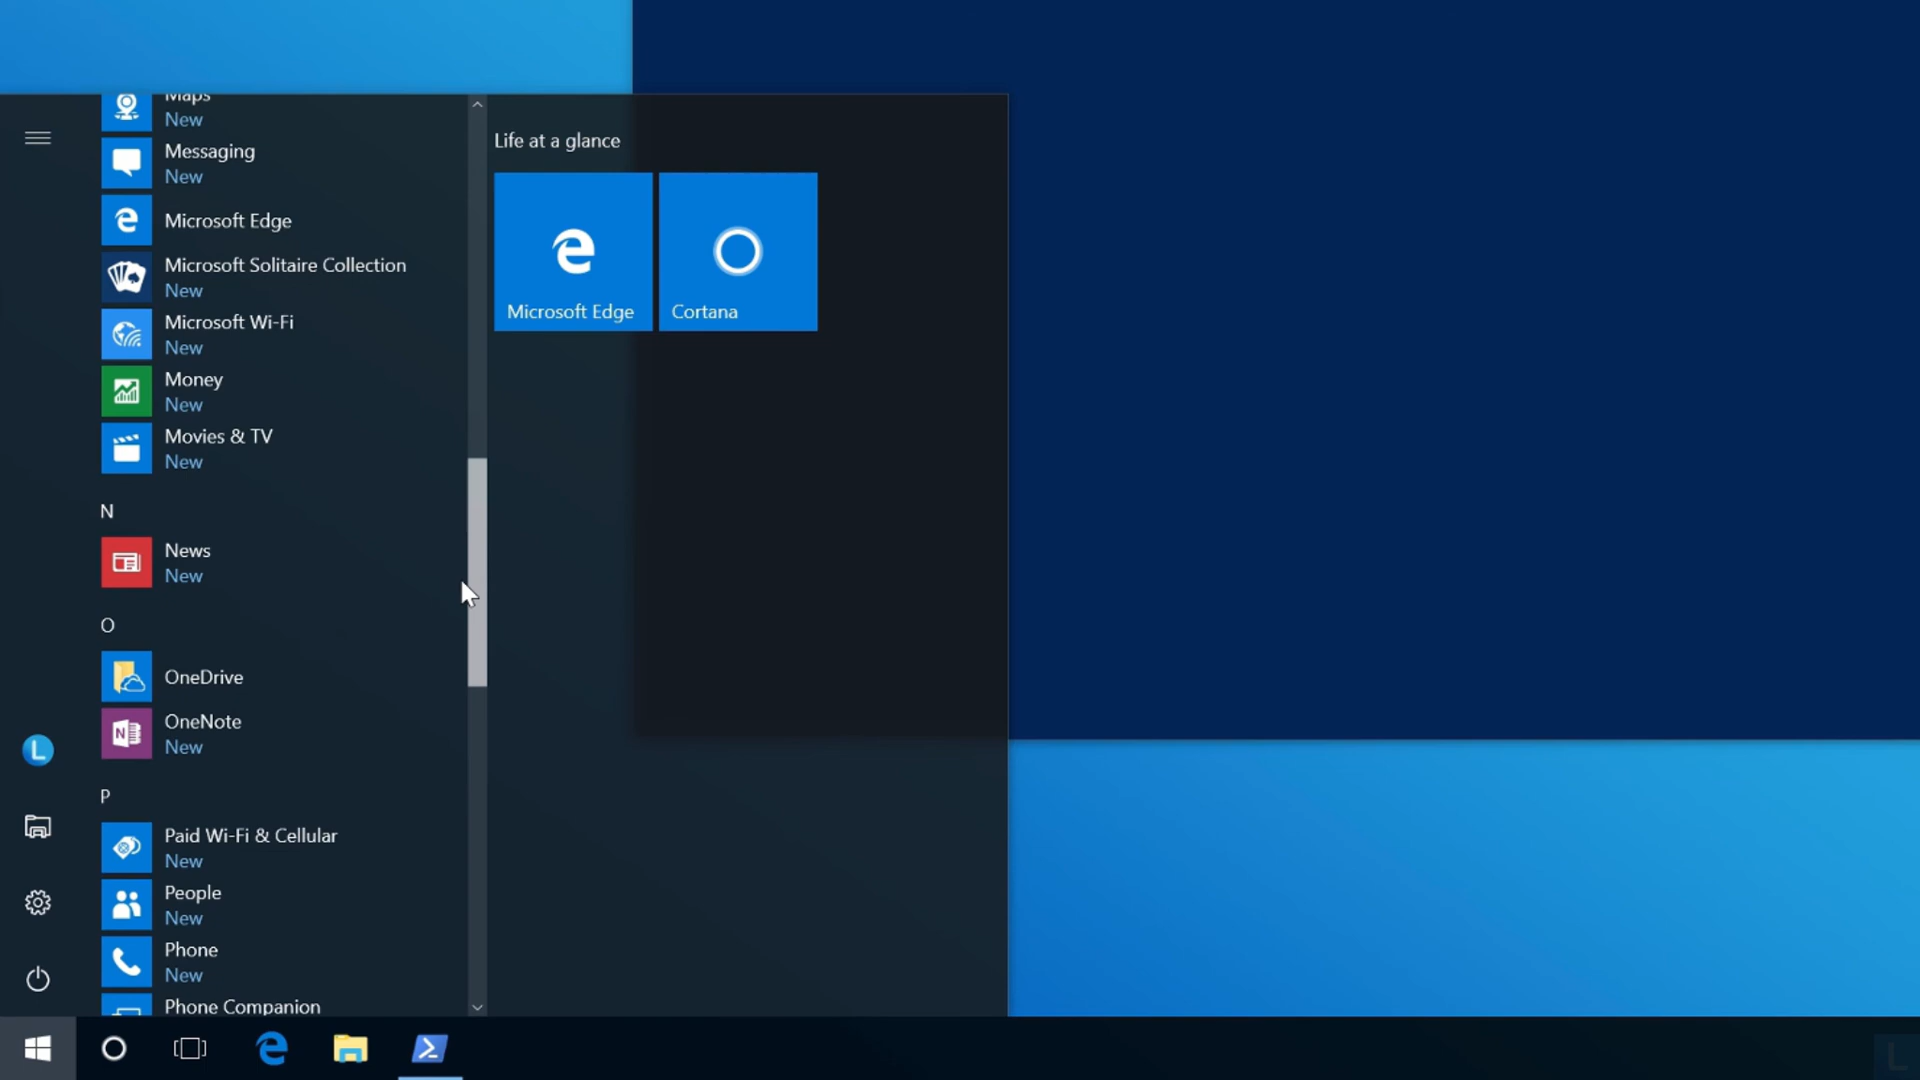 Maps
New
Messaging
New
Microsoft Edge
Microsoft Solitaire Collection
New
Microsoft Wi-Fi
New
Money
New
Movies & TV
New
N
News
New
O
OneDrive
OneNote
New
P
Paid Wi-Fi & Cellular
New
People
New
Phone
New
Phone Companion
Life at a glance
Microsoft Edge
Cortana
L
L